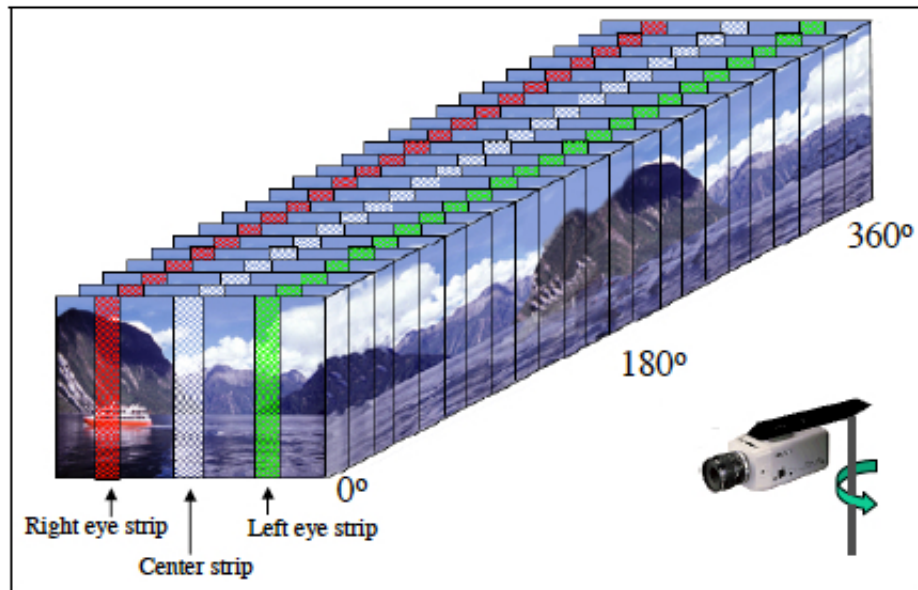 360º
180º
0º
Right eye strip
Left eye strip
Center strip